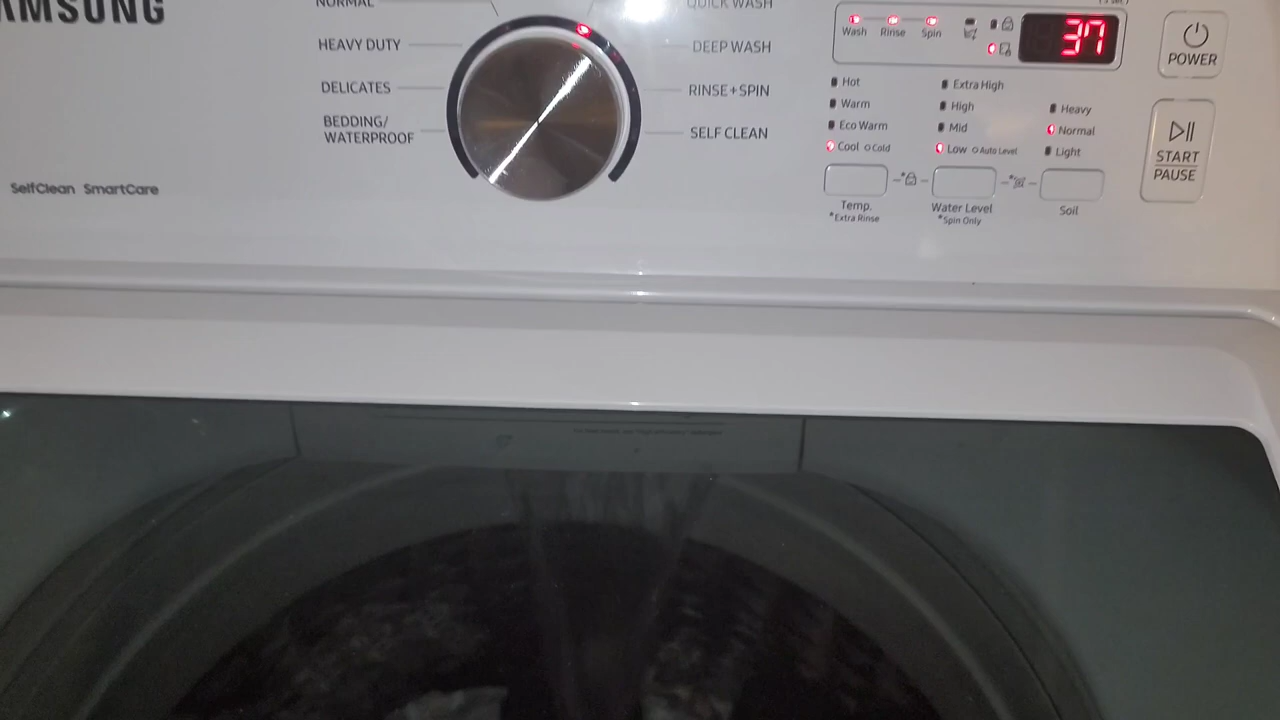 AMSUNG
NORMAL
HEAVY DUTY
DELICATES
BEDDING/
WATERPROOF
QUICK WASH
DEEP WASH
RINSE+SPIN
SELF CLEAN
SelfClean SmartCare
Wash Rinse Spin
37
Hot
Warm
Eco Warm
Cool Cold
Extra High
High
Mid
Low Auto Level
Heavy
Normal
Light
Temp.
*Extra Rinse
Water Level
*Spin Only
Soil
POWER
START
PAUSE